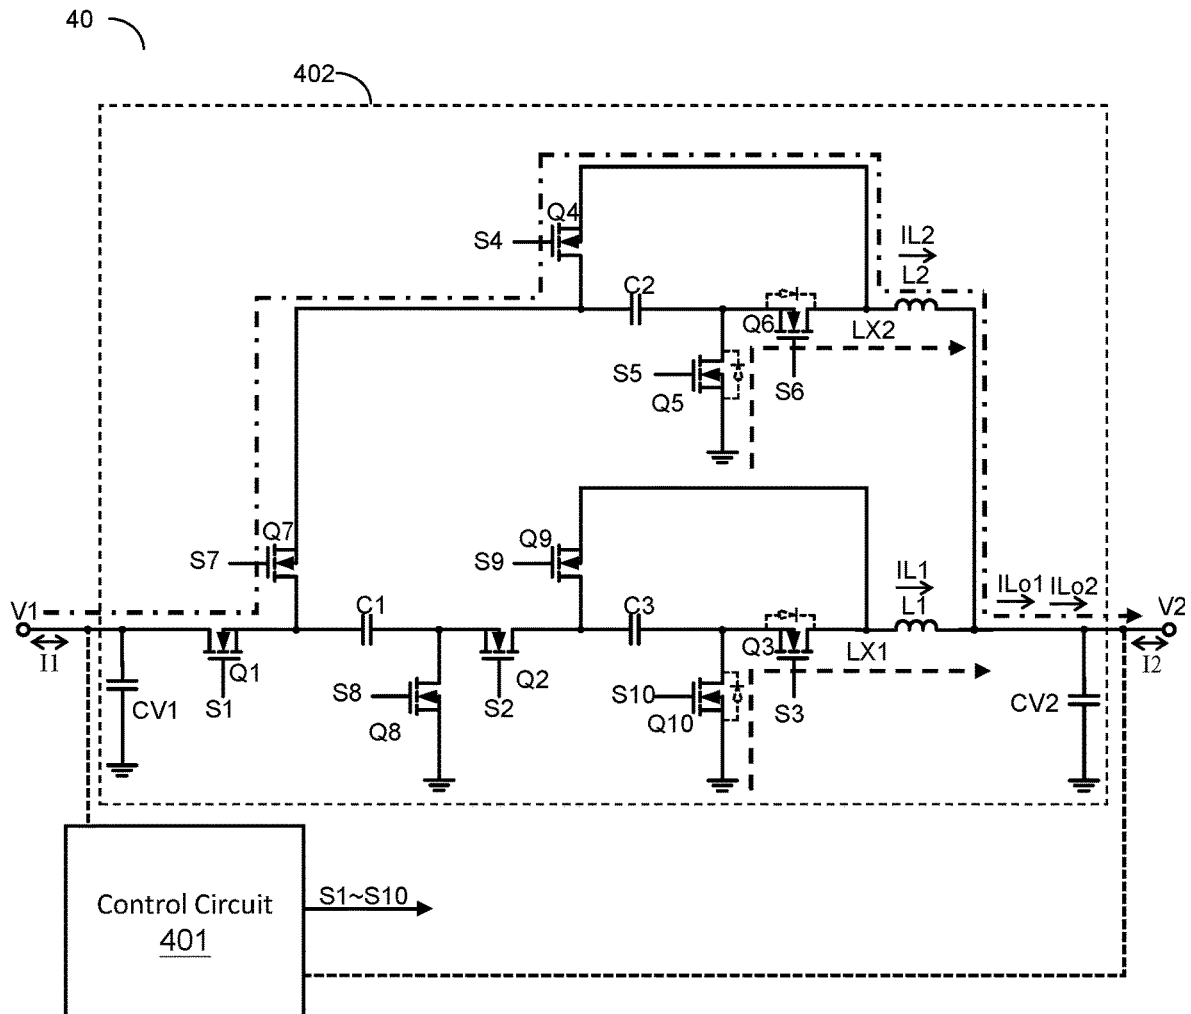 40
402
Q4
S4
IL2
L2
C2
Q6
LX2
S5
Q5
S6
Q7
S7
Q9
S9
IL1
L1
ILo1
ILo2
V1
V2
C1
C3
Q3
LX1
I1
I2
Q1
S1
CV1
S8
Q8
Q2
S2
S10
Q10
S3
CV2
Control Circuit
401
S1~S10